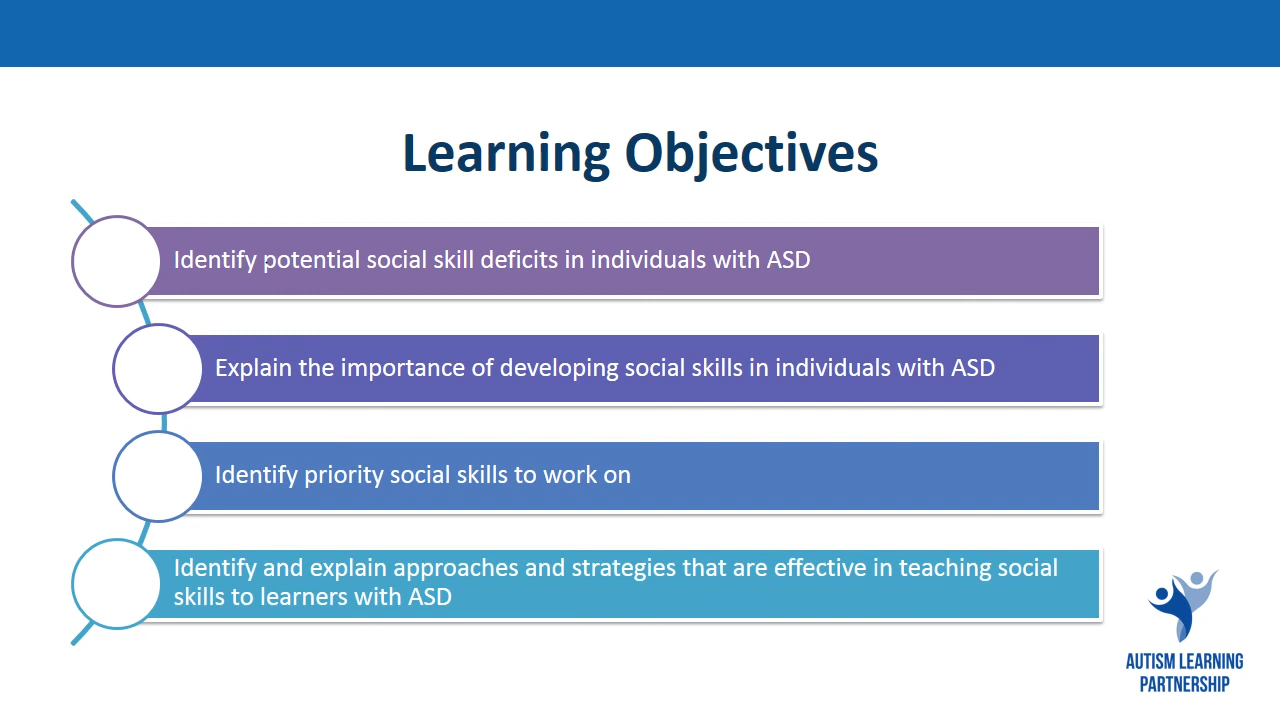 Learning Objectives
Identify potential social skill deficits in individuals with ASD
Explain the importance of developing social skills in individuals with ASD
Identify priority social skills to work on
Identify and explain approaches and strategies that are effective in teaching social
skills to learners with ASD
AUTISM LEARNING
PARTNERSHIP